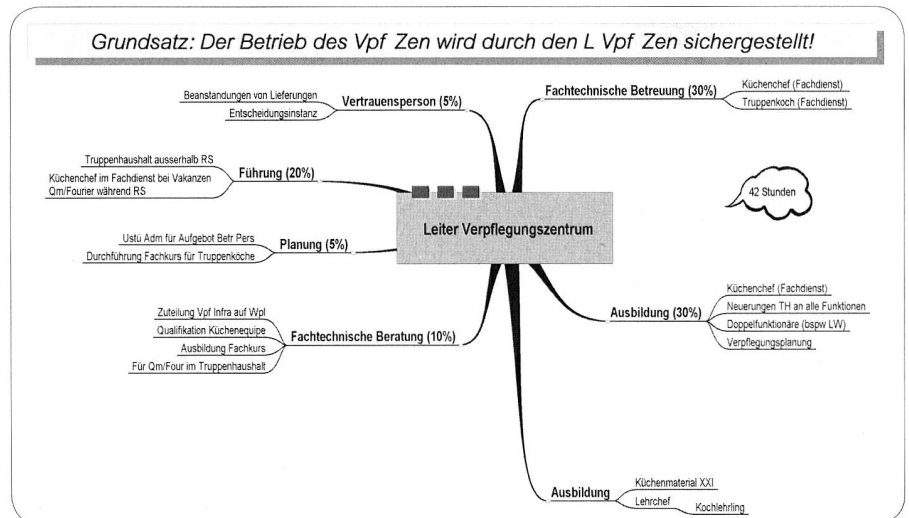 Grundsatz: Der Betrieb des Vpf Zen wird durch den L Vpf Zen sichergestellt!
Beanstandungen von Lieferungen
Entscheidungsinstanz
Vertrauensperson (5%)
Truppenhaushalt ausserhalb RS
Küchenchef im Fachdienst bei Vakanzen
Qm/Fourier während RS
Führung (20%)
Ustü Adm für Aufgebot Betr Pers
Durchführung Fachkurs für Truppenköche
Planung (5%)
Zuteilung Vpf Infra auf Wpl
Qualifikation Küchenequipe
Ausbildung Fachkurs
Für Qm/Four im Truppenhaushalt
Fachtechnische Beratung (10%)
Leiter Verpflegungszentrum
Fachtechnische Betreuung (30%)
Küchenchef (Fachdienst)
Truppenkoch (Fachdienst)
42 Stunden
Ausbildung (30%)
Küchenchef (Fachdienst)
Neuerungen TH an alle Funktionen
Doppelfunktionäre (bspw LW)
Verpflegungsplanung
Ausbildung
Küchenmaterial XXI
Lehrchef
Kochlehrling